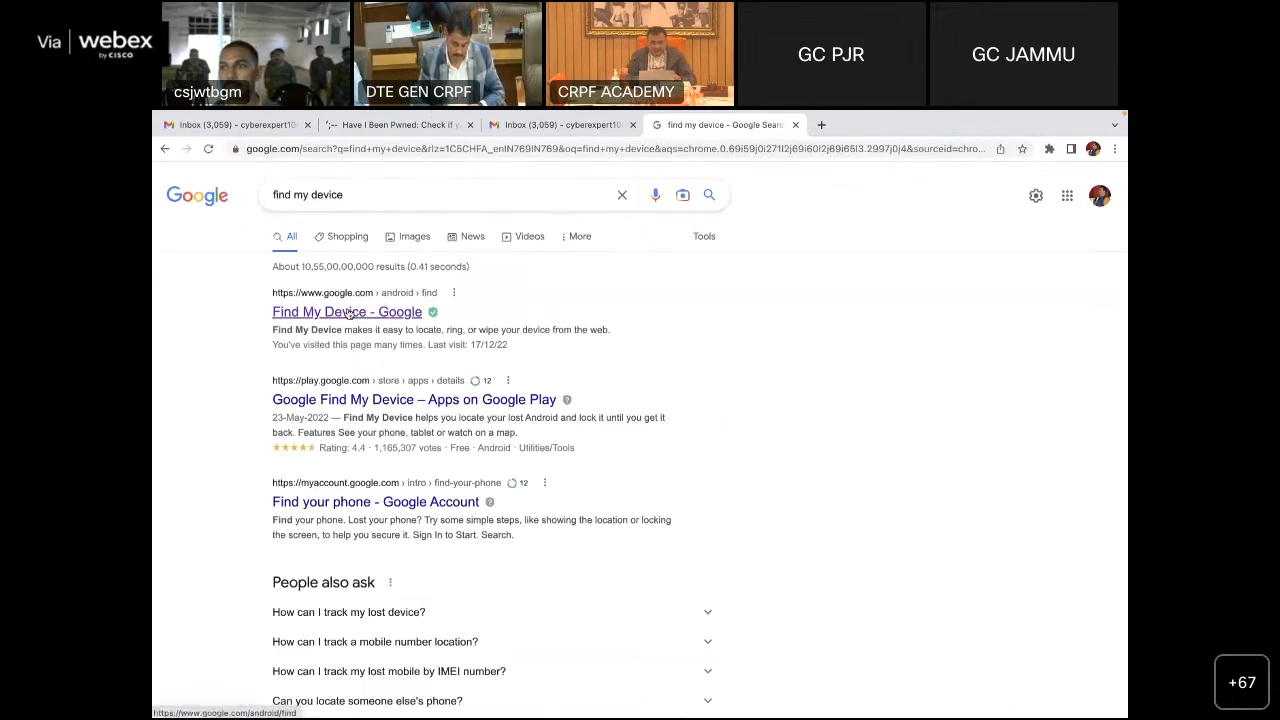 Via webex
by CISCO
csjwtbgm
DTE GEN CRPF
CRPF ACADEMY
GC PJR
GC JAMMU
Inbox (3,059) - cyberexpert10
';-- Have I Been Pwned: Check if y
Inbox (3,059) - cyberexpert10
find my device - Google Searc
google.com/search?q=find+my+device&rlz=1C5CHFA_enIN769IN769&oq=find+my+device&aqs=chrome.0.69i59j0i271l2j69i60l2j69i65l3.2997j0j4&sourceid=chro...
Google
find my device
All
Shopping
Images
News
Videos
More
Tools
About 10,55,00,00,000 results (0.41 seconds)
https://www.google.com › android › find
Find My Device - Google
Find My Device makes it easy to locate, ring, or wipe your device from the web.
You've visited this page many times. Last visit: 17/12/22
https://play.google.com › store › apps › details 12
Google Find My Device – Apps on Google Play
23-May-2022 — Find My Device helps you locate your lost Android and lock it until you get it
back. Features See your phone, tablet or watch on a map.
Rating: 4.4 · 1,165,307 votes · Free · Android · Utilities/Tools
https://myaccount.google.com › intro › find-your-phone 12
Find your phone - Google Account
Find your phone. Lost your phone? Try some simple steps, like showing the location or locking
the screen, to help you secure it. Sign In to Start. Search.
People also ask
How can I track my lost device?
How can I track a mobile number location?
How can I track my lost mobile by IMEI number?
Can you locate someone else's phone?
https://www.google.com/android/find
+67